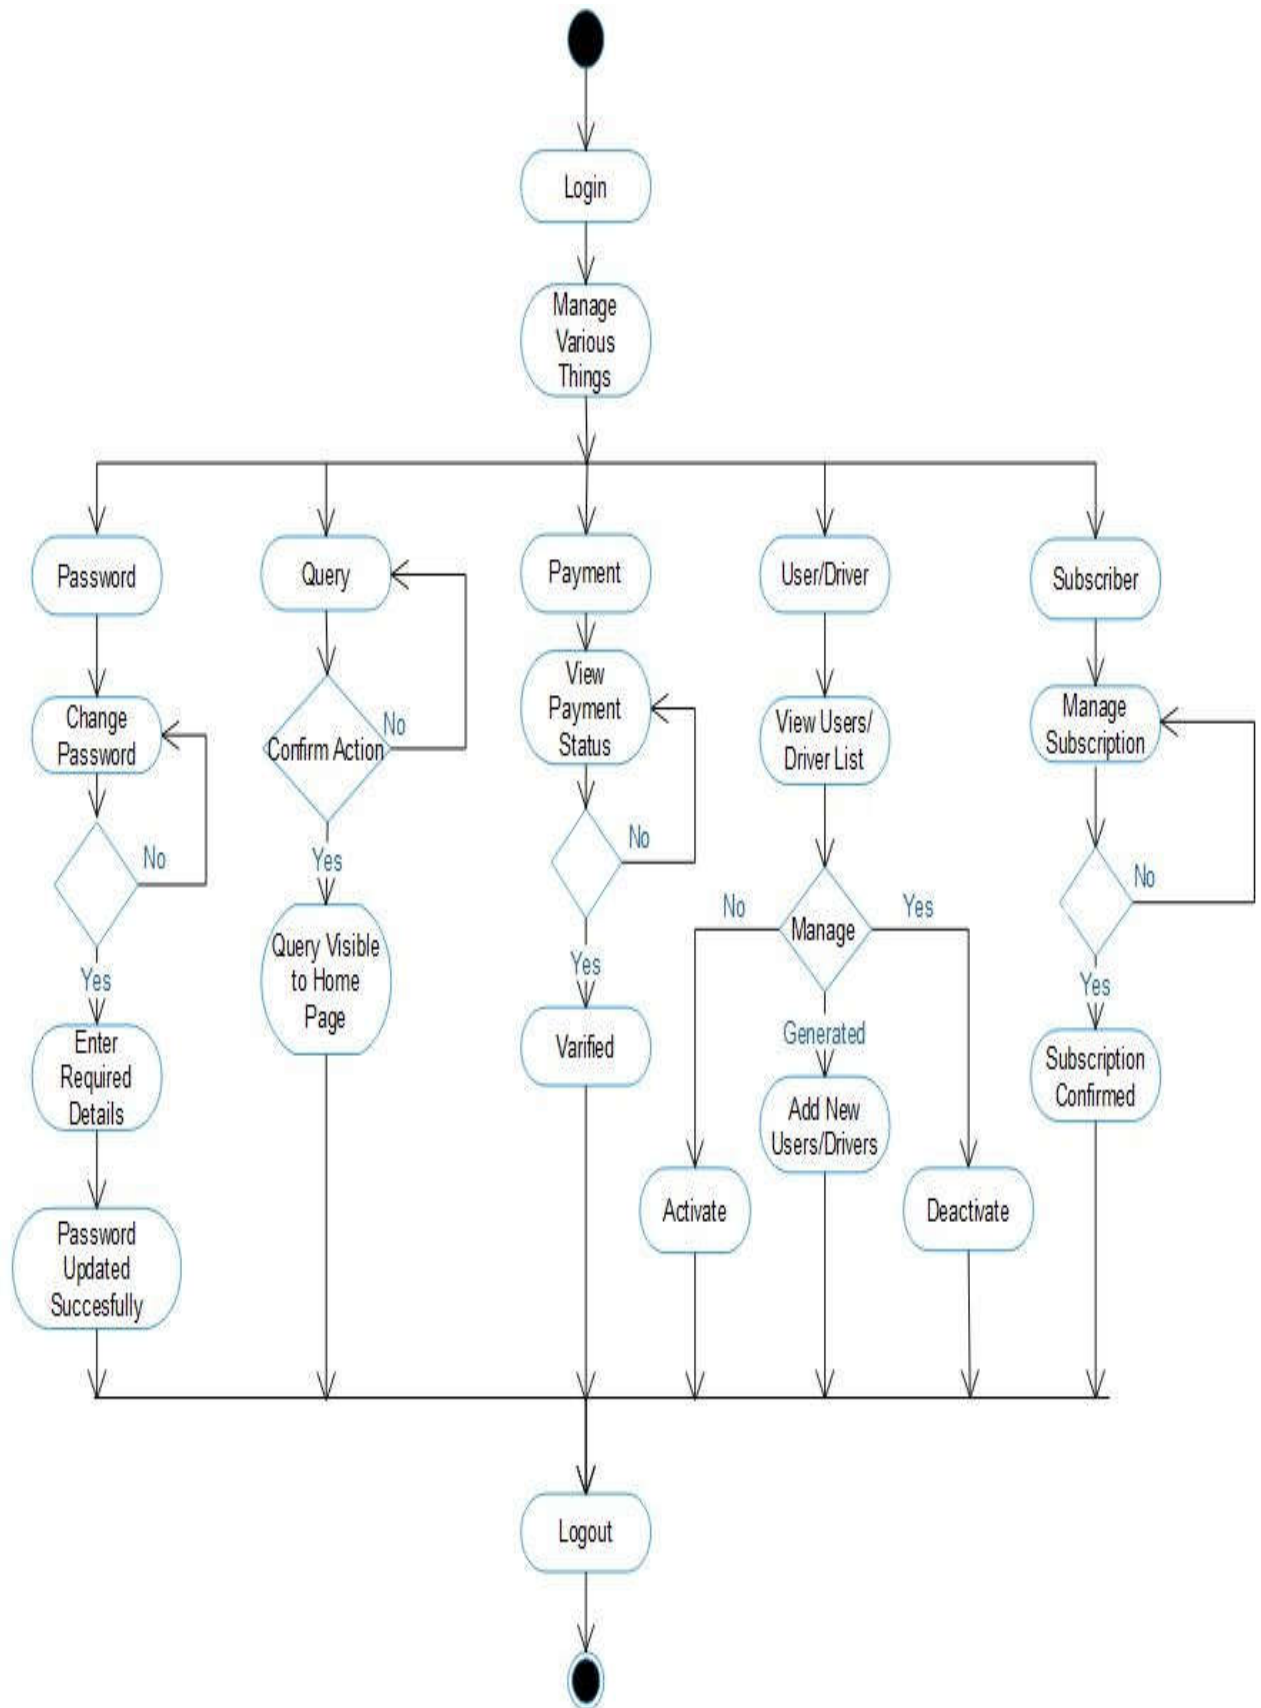 Login
Manage
Various
Things
Password
Query
Payment
User/Driver
Subscriber
Change
Password
No
Yes
Enter
Required
Details
Password
Updated
Succesfully
Confirm Action
No
Yes
Query Visible
to Home
Page
View
Payment
Status
No
Yes
Varified
View Users/
Driver List
Manage
No
Yes
Generated
Add New
Users/Drivers
Activate
Deactivate
Manage
Subscription
No
Yes
Subscription
Confirmed
Logout